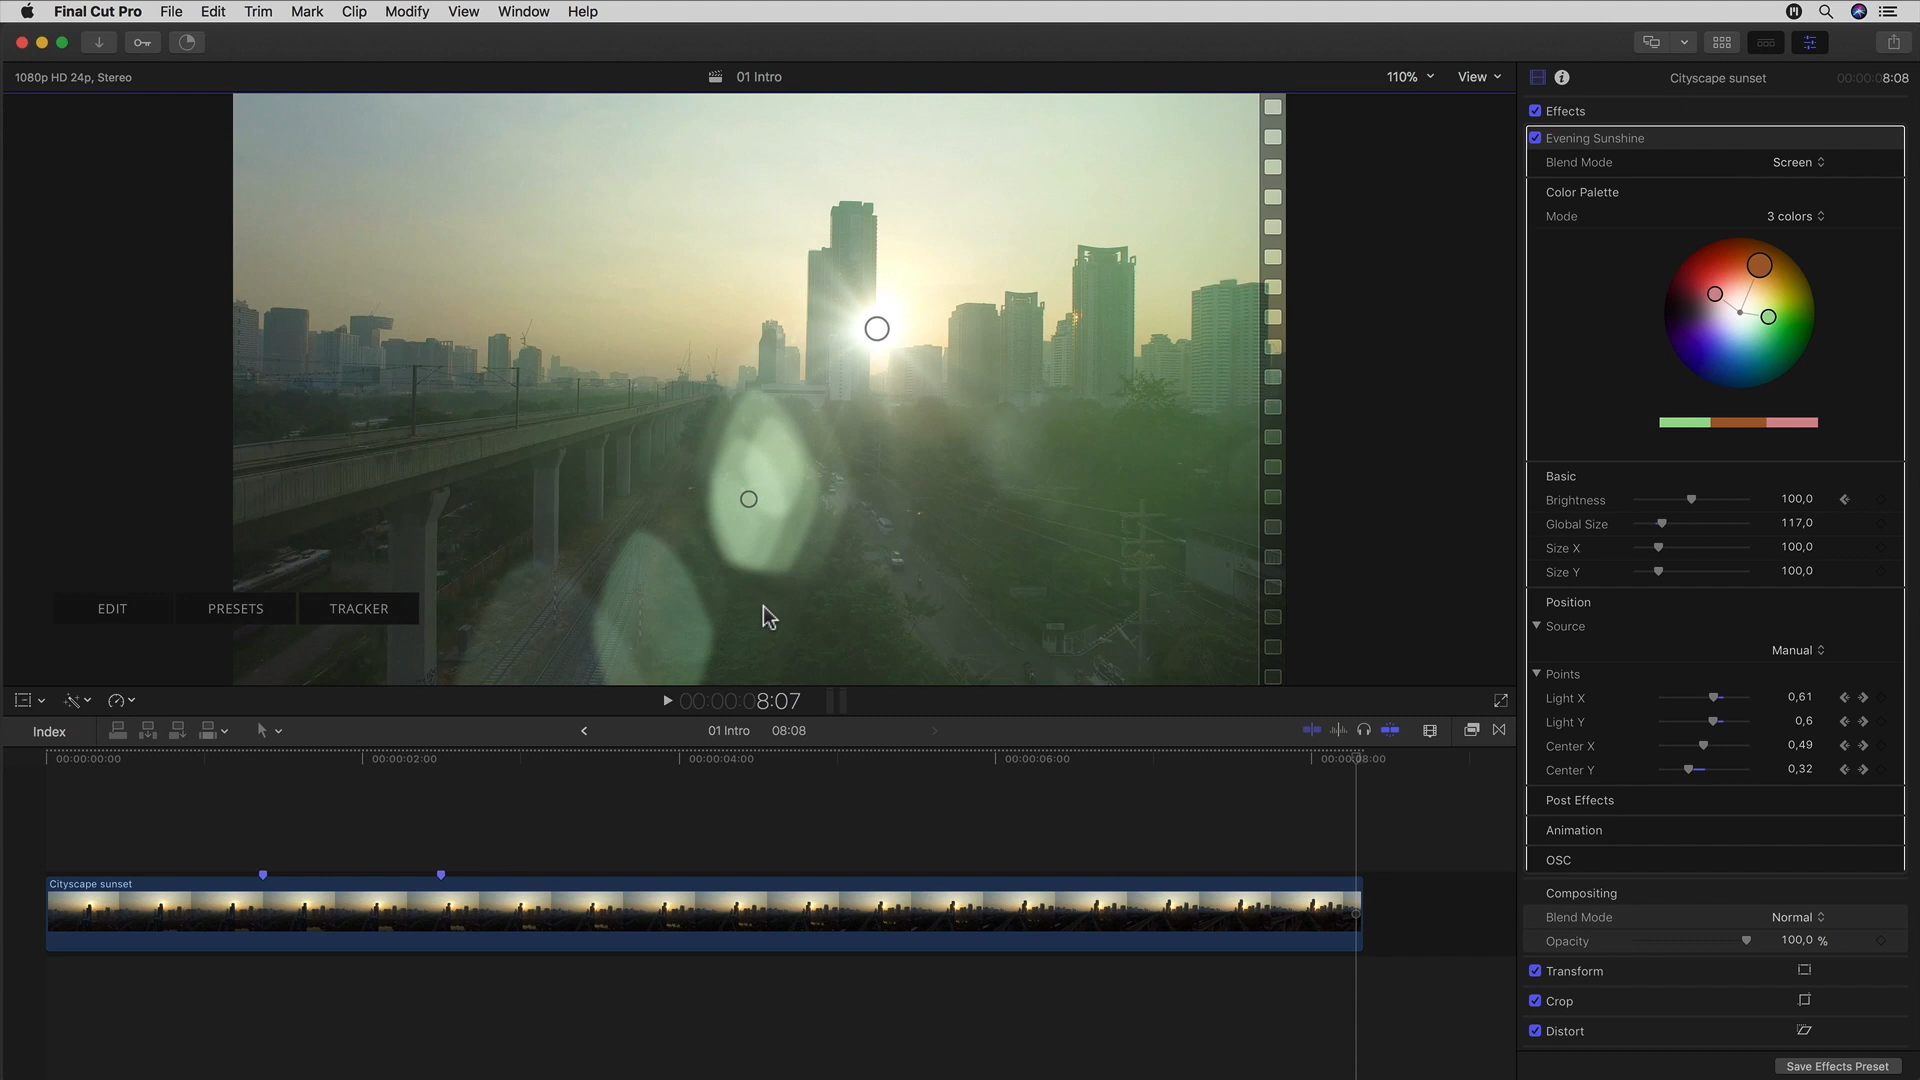 Final Cut Pro File Edit Trim Mark Clip Modify View Window Help
1080p HD 24p, Stereo
01 Intro
110% View
Cityscape sunset
00:00:08:08
Effects
Evening Sunshine
Blend Mode Screen
Color Palette
Mode 3 colors
Basic
Brightness 100,0
Global Size 117,0
Size X 100,0
Size Y 100,0
Position
Source
Manual
Points
Light X 0,61
Light Y 0,6
Center X 0,49
Center Y 0,32
Post Effects
Animation
OSC
Compositing
Blend Mode Normal
Opacity 100,0 %
Transform
Crop
Distort
Save Effects Preset
EDIT PRESETS TRACKER
00:00:08:07
Index
01 Intro 08:08
00:00:00:00 00:00:02:00 00:00:04:00 00:00:06:00 00:00:08:00
Cityscape sunset